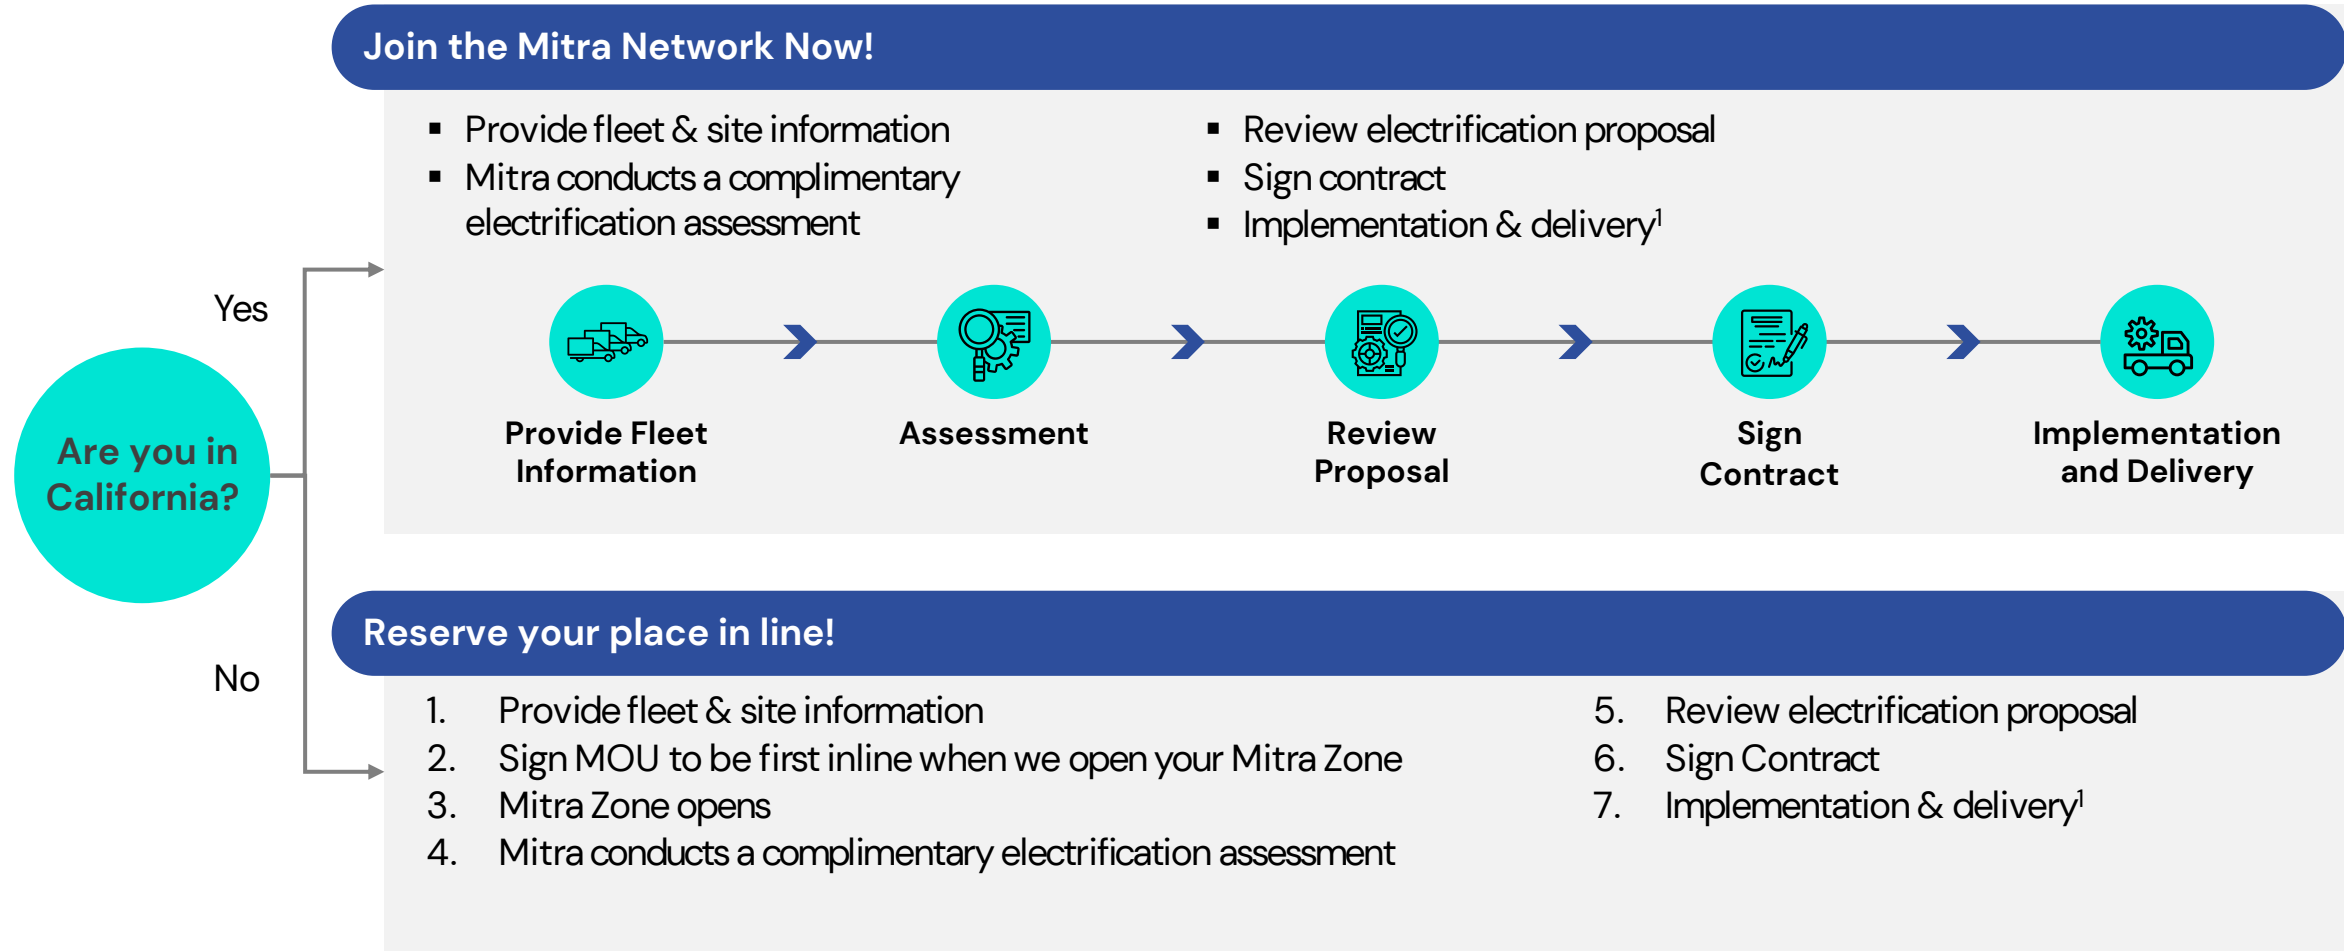 Join the Mitra Network Now!
▪ Provide fleet & site information
▪ Mitra conducts a complimentary
electrification assessment
▪ Review electrification proposal
▪ Sign contract
▪ Implementation & delivery¹
Yes
Are you in
California?
No
Provide Fleet
Information
Assessment
Review
Proposal
Sign
Contract
Implementation
and Delivery
Reserve your place in line!
1. Provide fleet & site information
2. Sign MOU to be first inline when we open your Mitra Zone
3. Mitra Zone opens
4. Mitra conducts a complimentary electrification assessment
5. Review electrification proposal
6. Sign Contract
7. Implementation & delivery¹